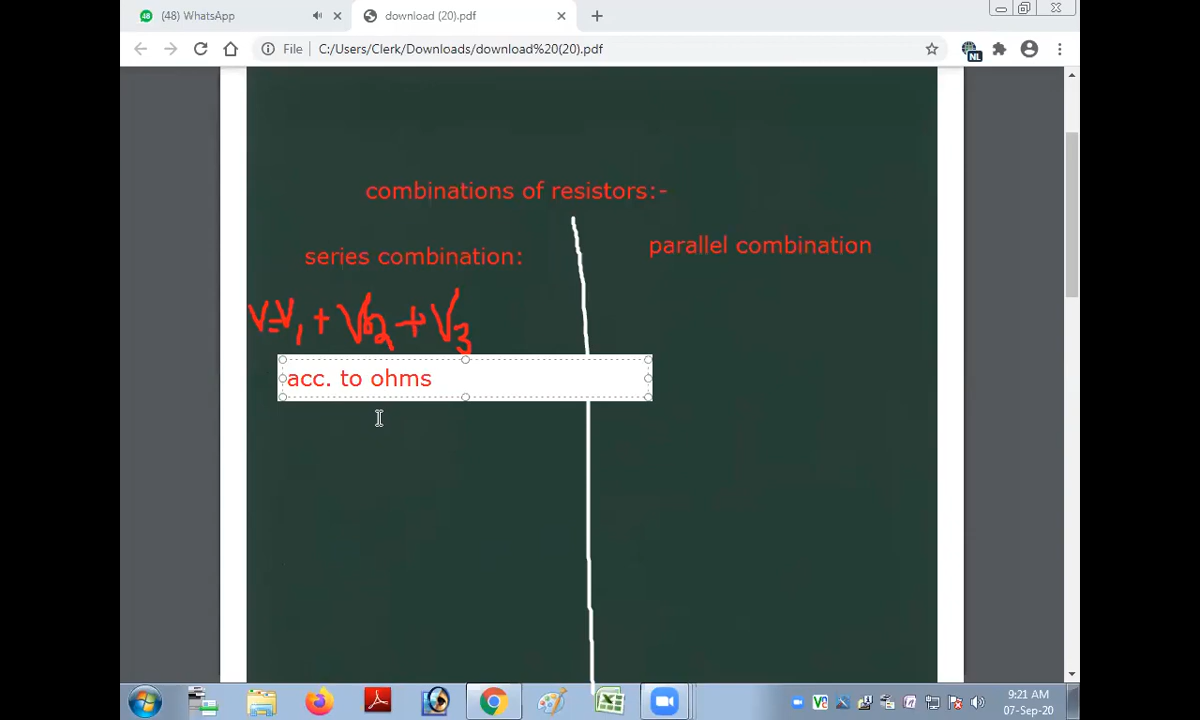 (48) WhatsApp
download (20).pdf
File C:/Users/Clerk/Downloads/download%20(20).pdf
NL
combinations of resistors:-
series combination:
parallel combination
V=V1 + V2 + V3
acc. to ohms
9:21 AM
07-Sep-20